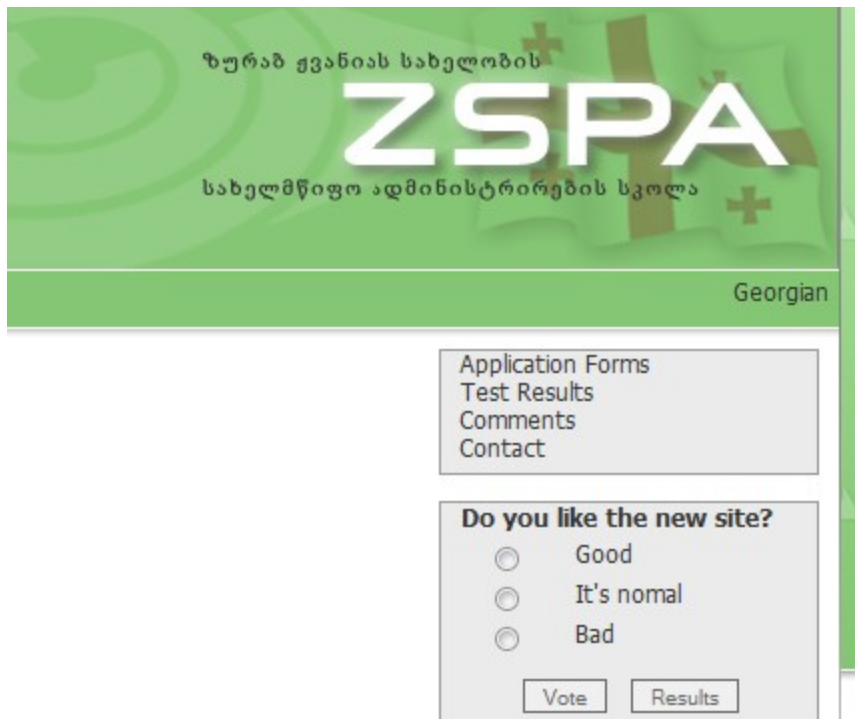 ზურაბ ჟვანიას სახელობის
ZSPA
სახელმწიფო ადმინისტრირების სკოლა
Georgian
Application Forms
Test Results
Comments
Contact
Do you like the new site?
Good
It's nomal
Bad
Vote Results